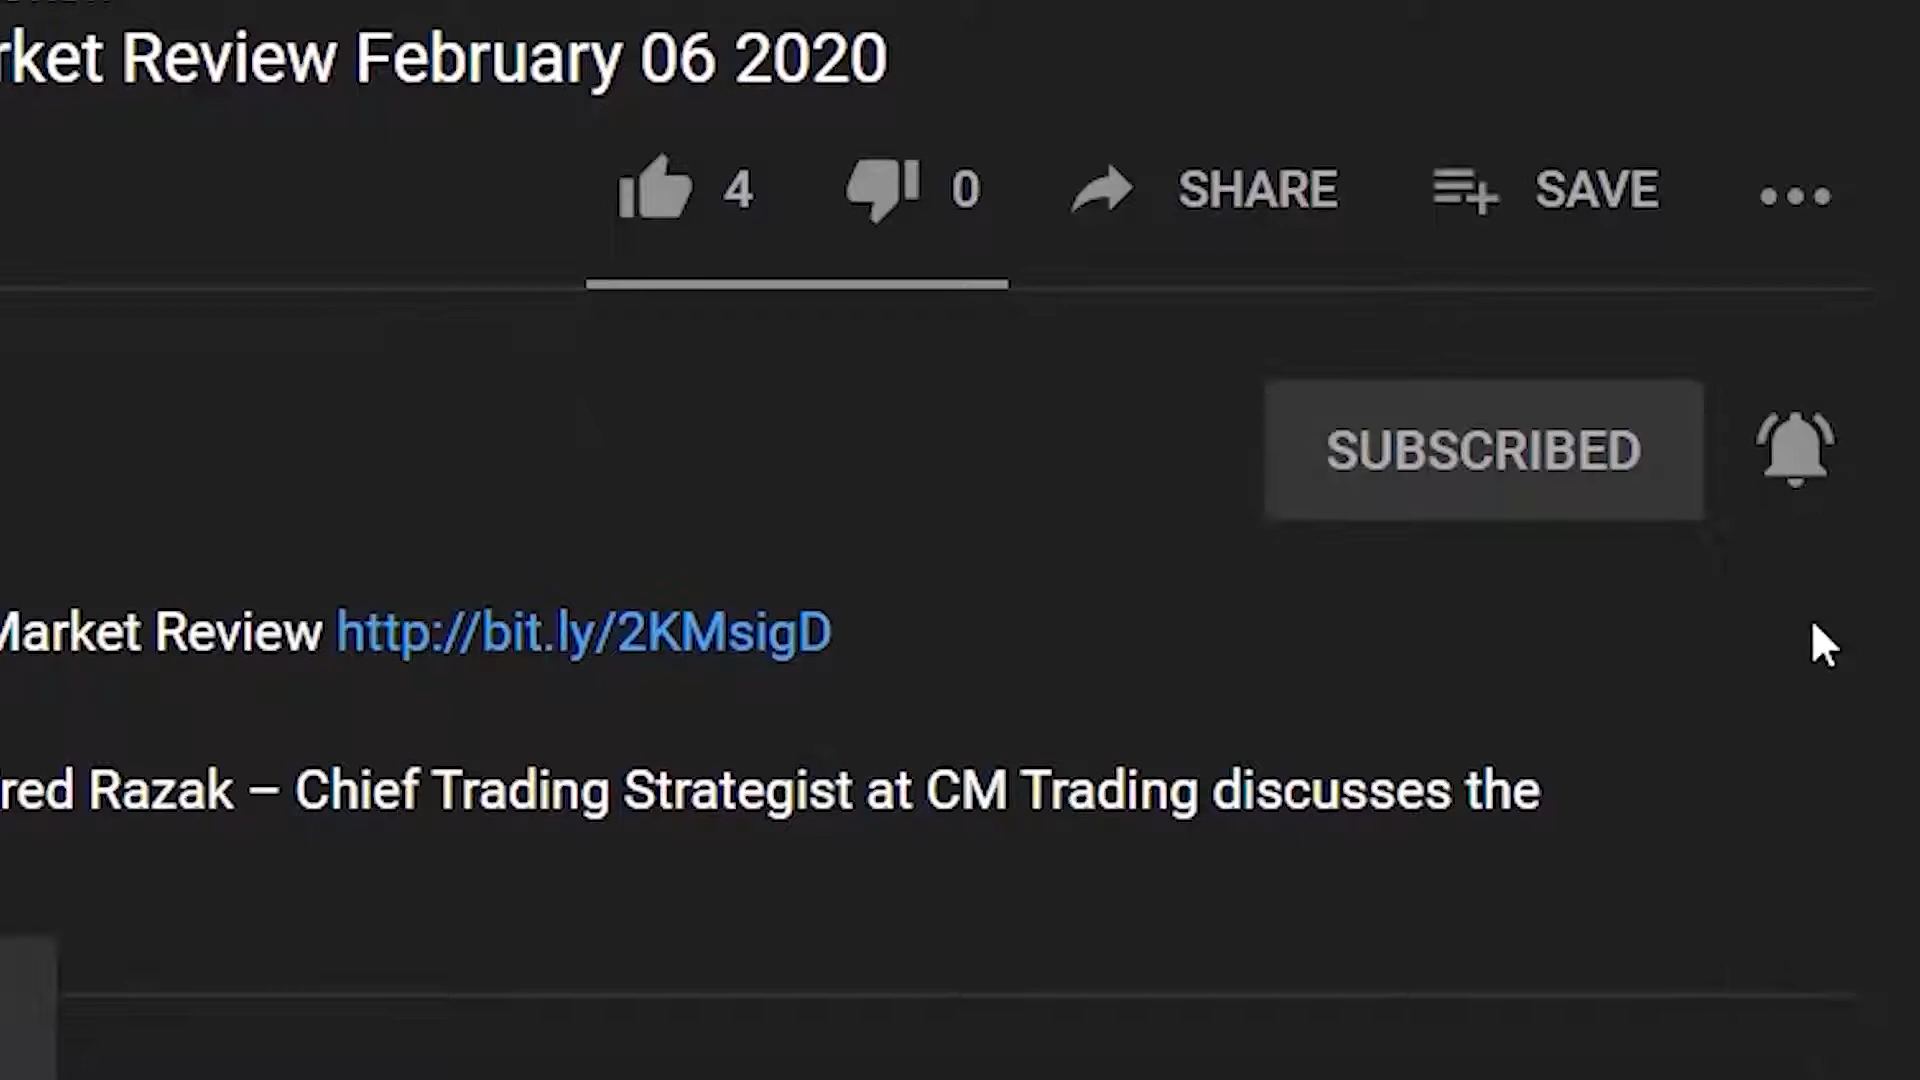 rket Review February 06 2020
4 0 SHARE SAVE
SUBSCRIBED
Market Review http://bit.ly/2KMsigD
red Razak – Chief Trading Strategist at CM Trading discusses the